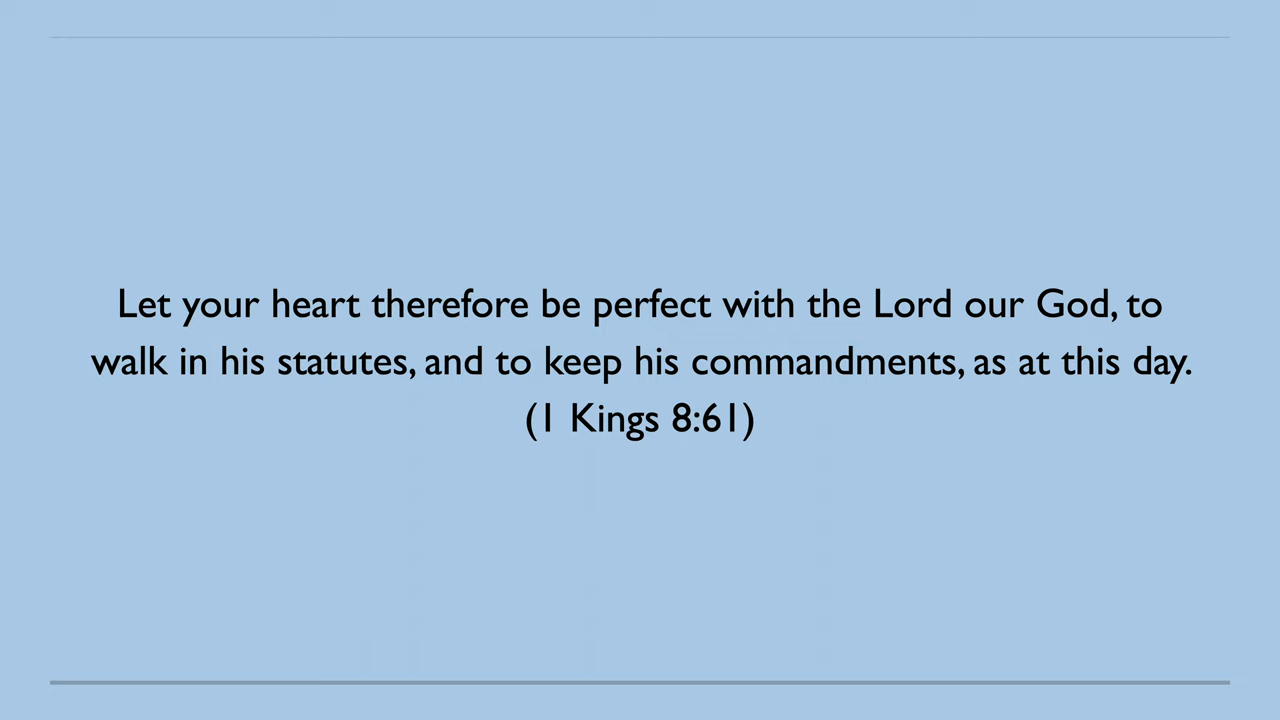 Let your heart therefore be perfect with the Lord our God, to
walk in his statutes, and to keep his commandments, as at this day.
(1 Kings 8:61)